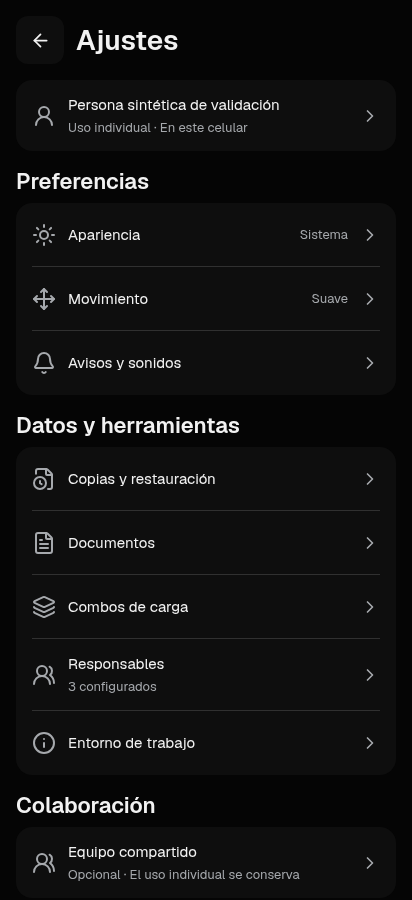 Ajustes
Persona sintética de validación
Uso individual · En este celular
Preferencias
Apariencia
Sistema
Movimiento
Suave
Avisos y sonidos
Datos y herramientas
Copias y restauración
Documentos
Combos de carga
Responsables
3 configurados
Entorno de trabajo
Colaboración
Equipo compartido
Opcional · El uso individual se conserva